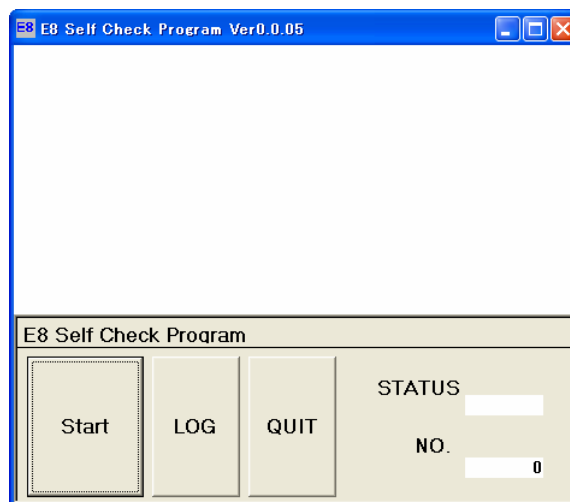 E8 E8 Self Check Program Ver0.0.05
E8 Self Check Program
Start LOG QUIT
STATUS
NO.
0